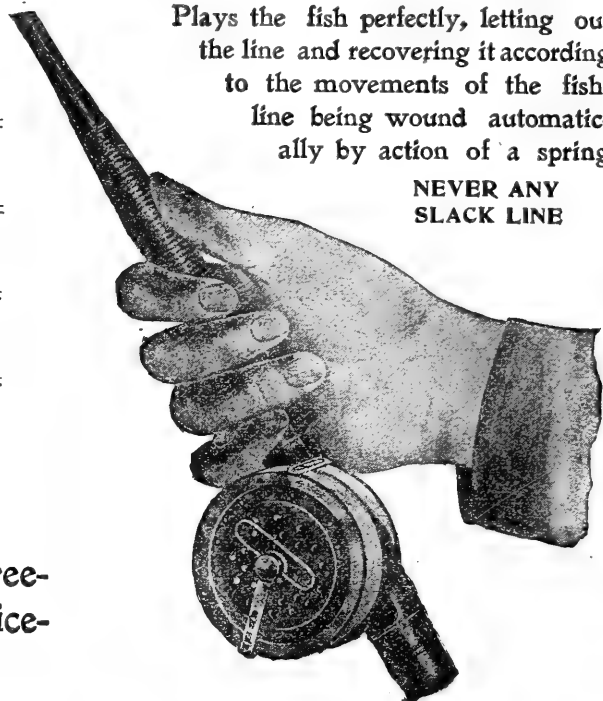 Plays the fish perfectly, letting ou
the line and recovering it according
to the movements of the fish
line being wound automatic-
ally by action of a spring
NEVER ANY
SLACK LINE
ree-
ice-